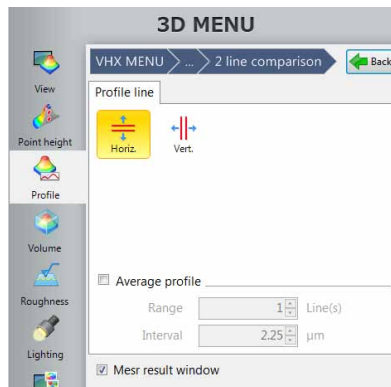 3D MENU
VHX MENU ... 2 line comparison Back
View
Profile line
Point height
Horiz. Vert.
Profile
Volume
Average profile
Roughness
Range 1 Line(s)
Interval 2.25 µm
Lighting
Mesr result window